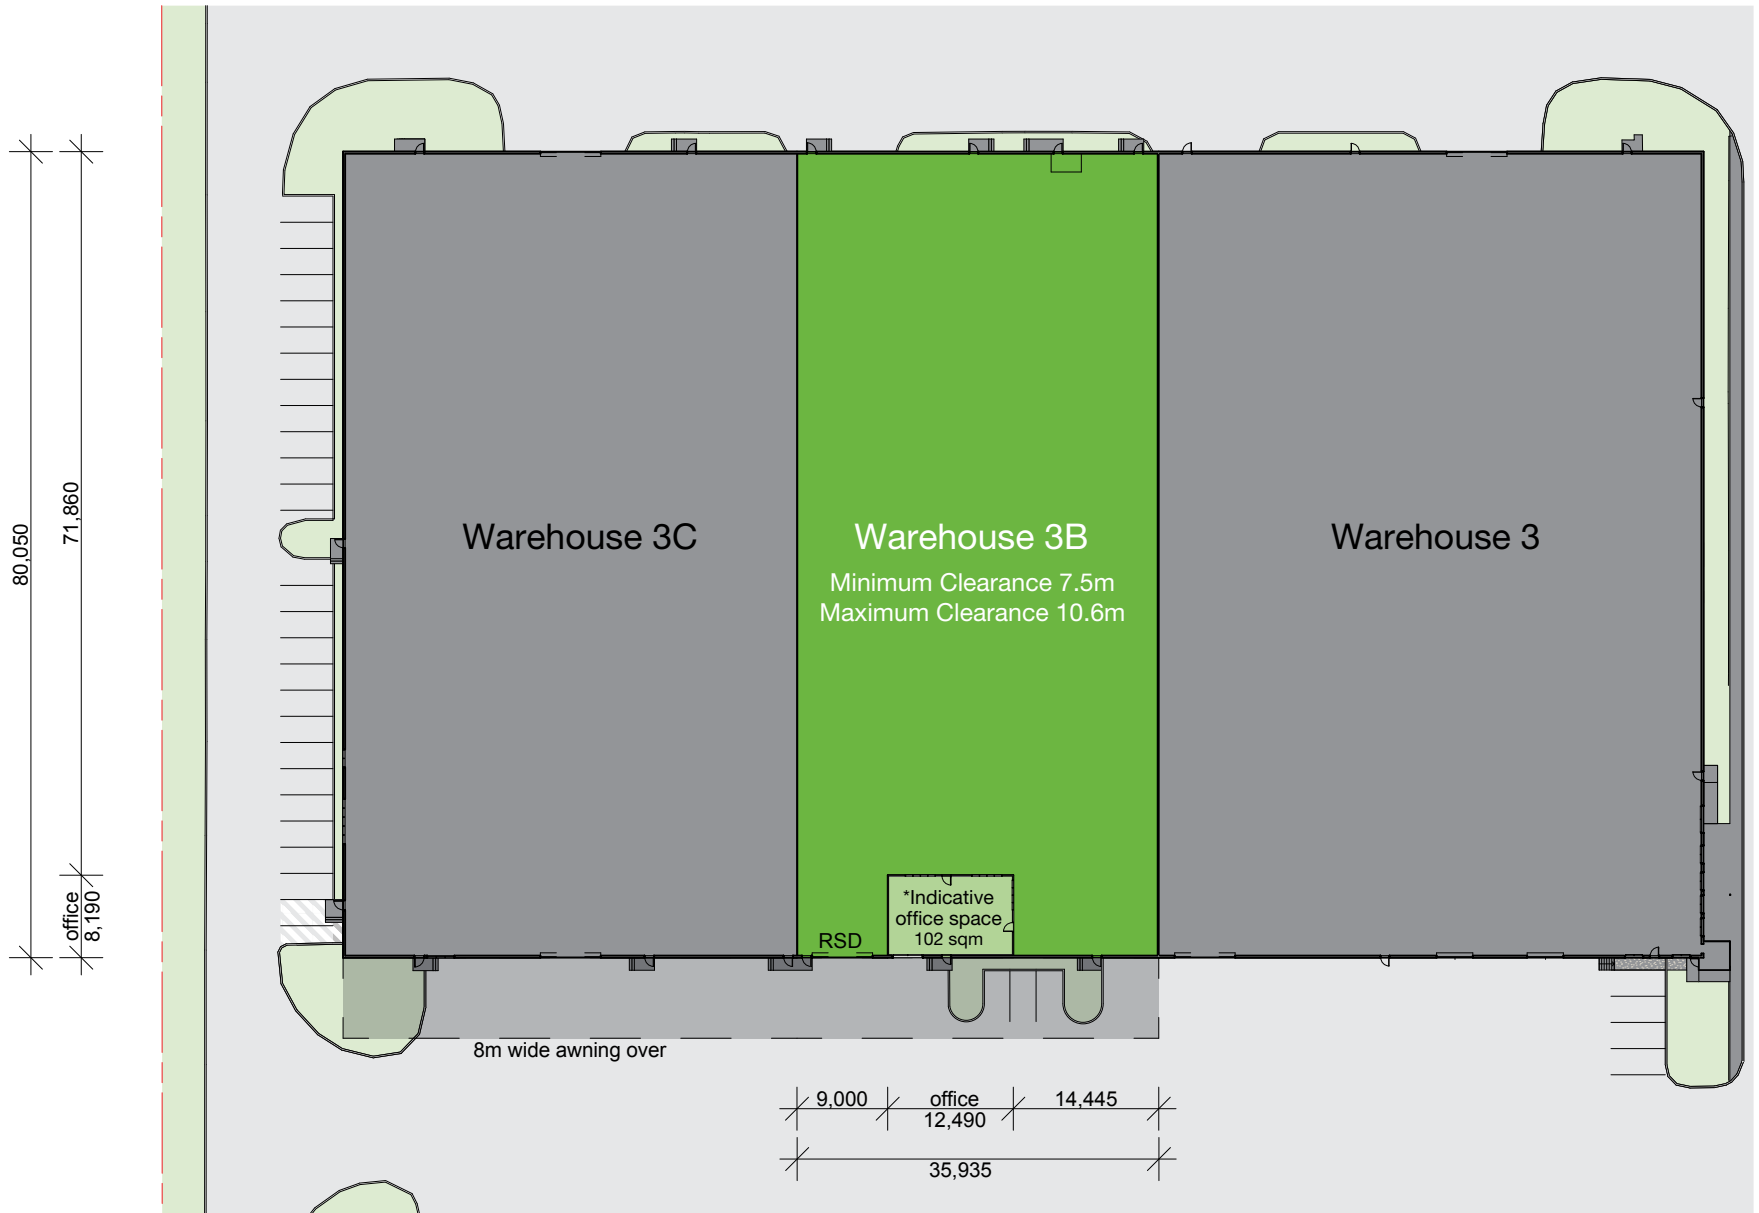 Warehouse 3C
Warehouse 3B
Minimum Clearance 7.5m
Maximum Clearance 10.6m
Warehouse 3
80,050
71,860
office
8,190
*Indicative
office space
102 sqm
RSD
8m wide awning over
9,000
office
12,490
14,445
35,935